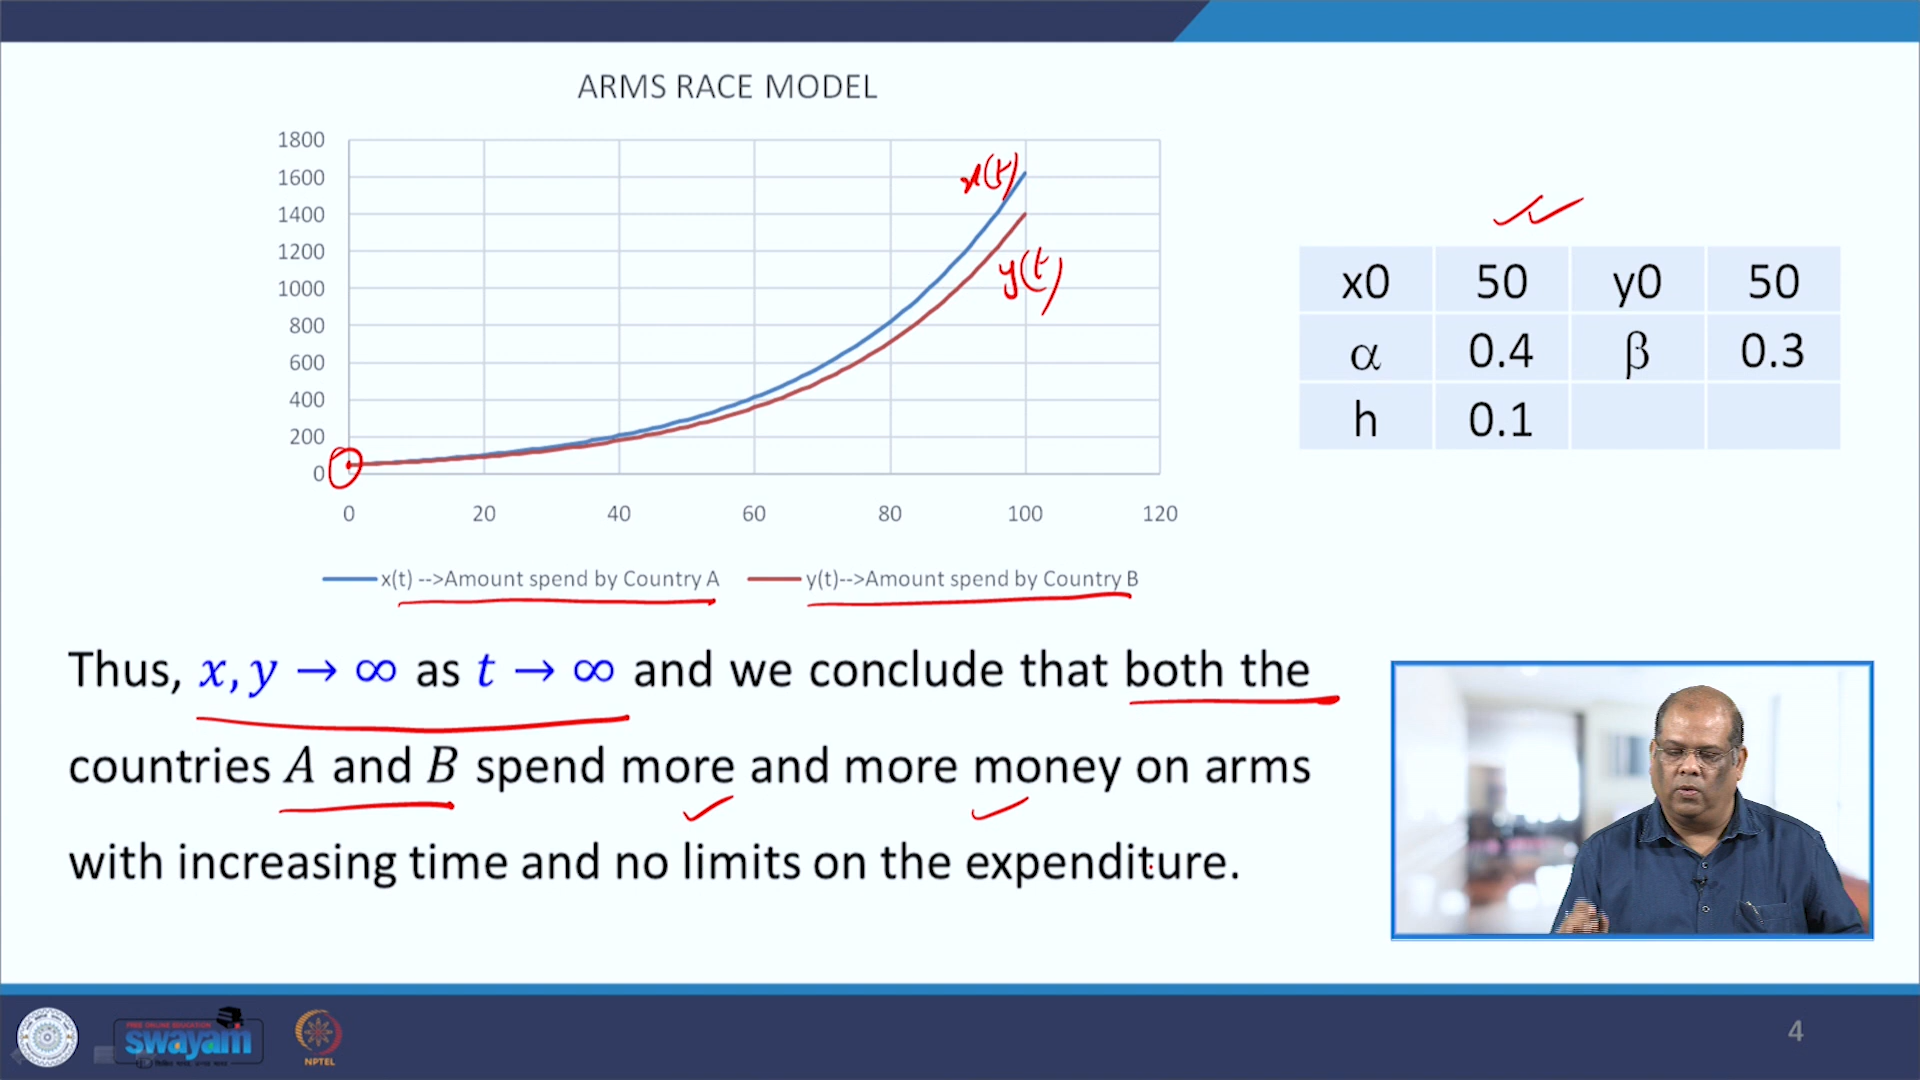 ARMS RACE MODEL
1800
1600
1400
1200
1000
800
600
400
200
0
x(t)
y(t)
0 20 40 60 80 100 120
x(t) -->Amount spend by Country A y(t)-->Amount spend by Country B
x0 50 y0 50
α 0.4 β 0.3
h 0.1
Thus, x, y → ∞ as t → ∞ and we conclude that both the
countries A and B spend more and more money on arms
with increasing time and no limits on the expenditure.
FREE ONLINE EDUCATION
swayam
NPTEL
4